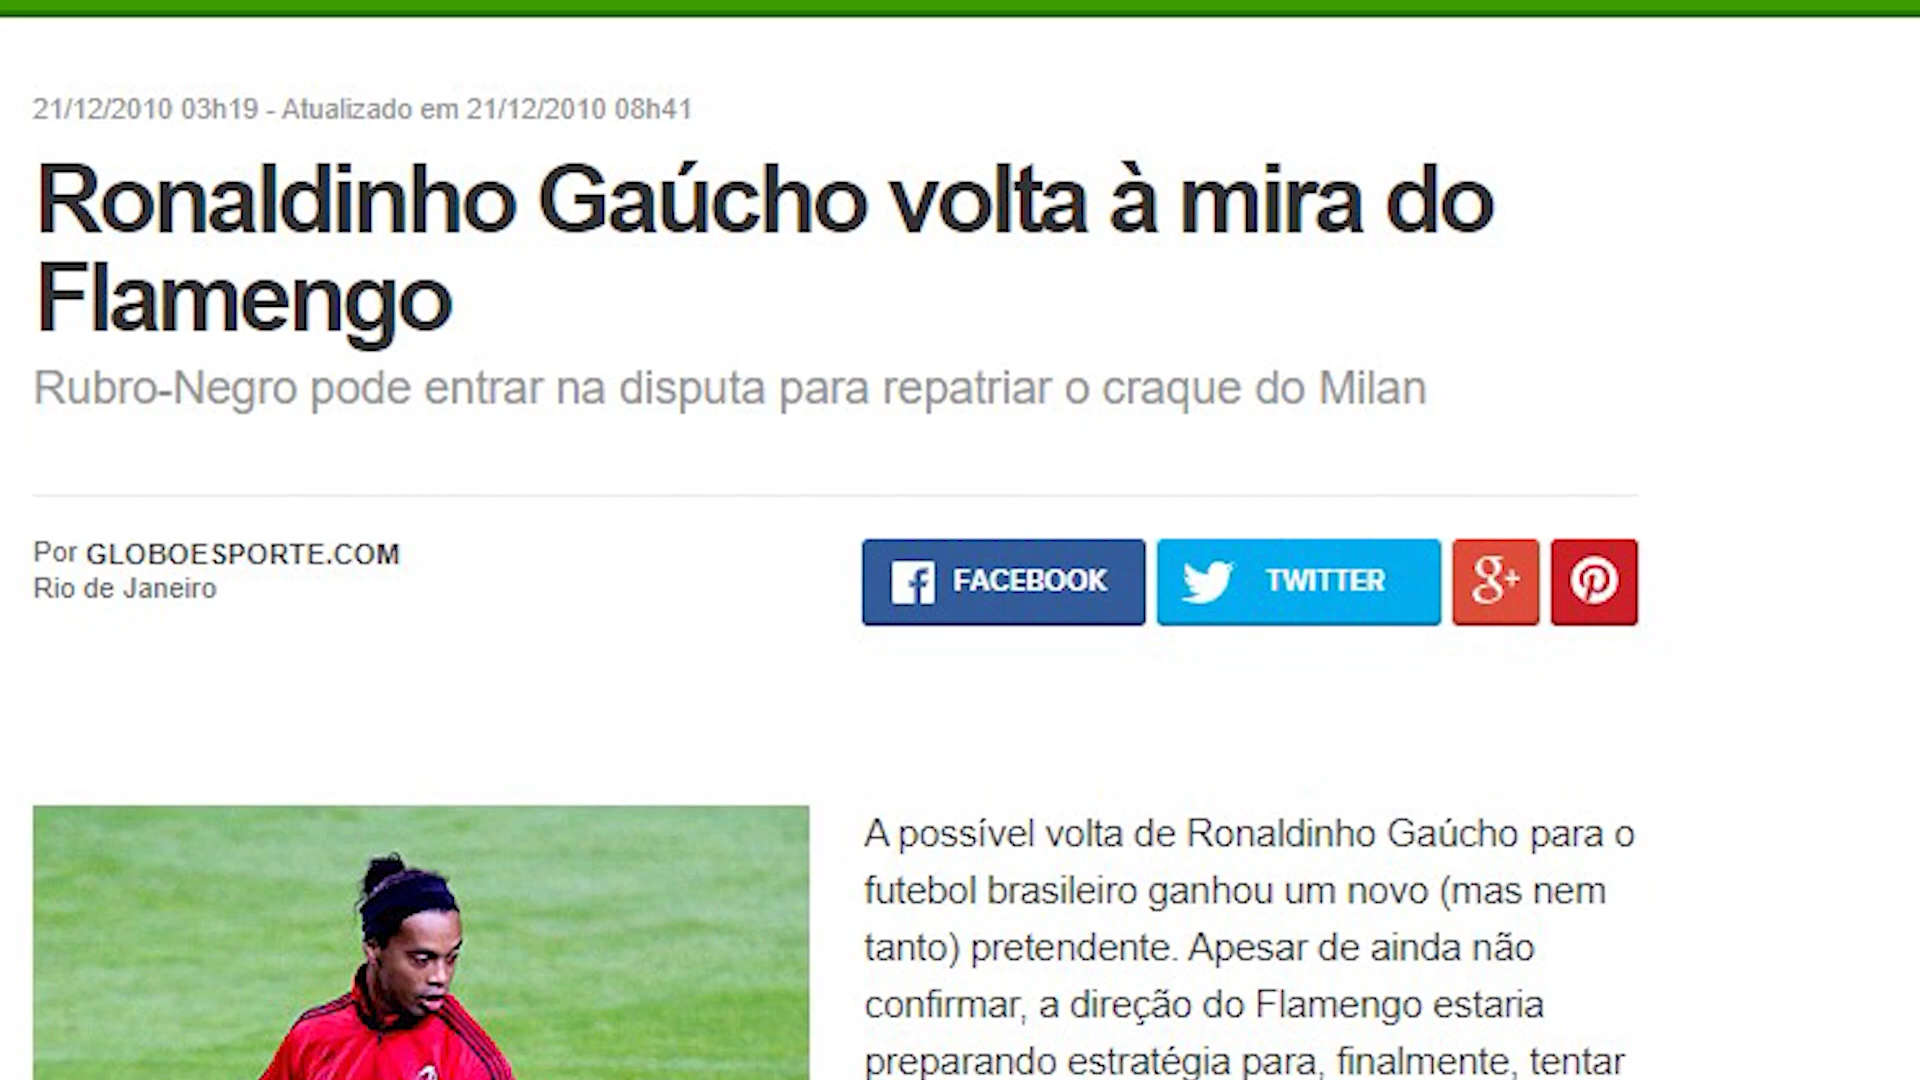 21/12/2010 03h19 - Atualizado em 21/12/2010 08h41
Ronaldinho Gaúcho volta à mira do
Flamengo
Rubro-Negro pode entrar na disputa para repatriar o craque do Milan
Por GLOBOESPORTE.COM
Rio de Janeiro
FACEBOOK
TWITTER
g+
A possível volta de Ronaldinho Gaúcho para o
futebol brasileiro ganhou um novo (mas nem
tanto) pretendente. Apesar de ainda não
confirmar, a direção do Flamengo estaria
preparando estratégia para, finalmente, tentar